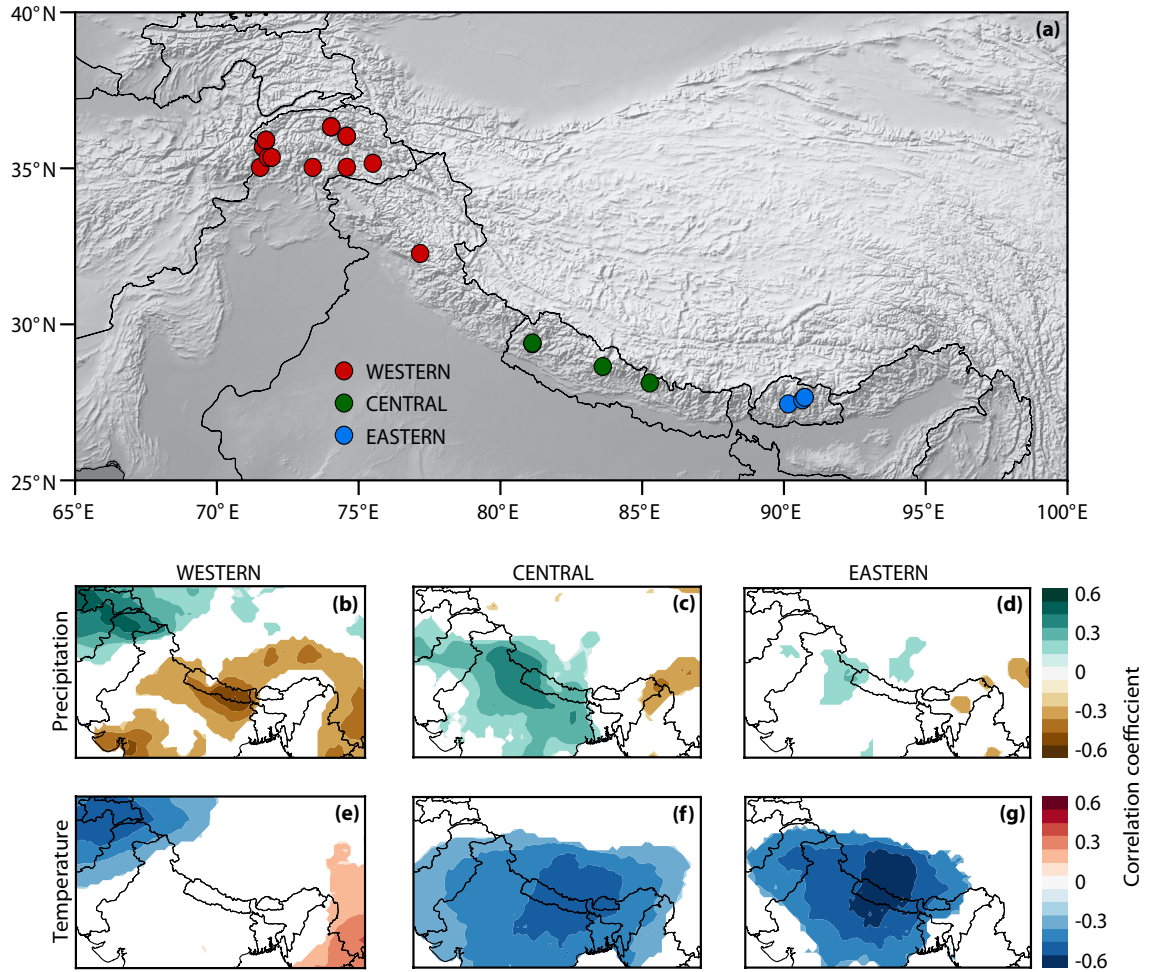 40°N
(a)
35°N
30°N
25°N
WESTERN
CENTRAL
EASTERN
65°E 70°E 75°E 80°E 85°E 90°E 95°E 100°E
WESTERN CENTRAL EASTERN
Precipitation
(b) (c) (d)
0.6
0.3
0
-0.3
-0.6
Temperature
(e) (f) (g)
0.6
0.3
0
-0.3
-0.6
Correlation coefficcient